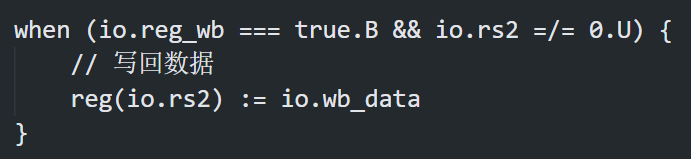 when (io.reg_wb === true.B && io.rs2 =/= 0.U) {
    // 写回数据
    reg(io.rs2) := io.wb_data
}